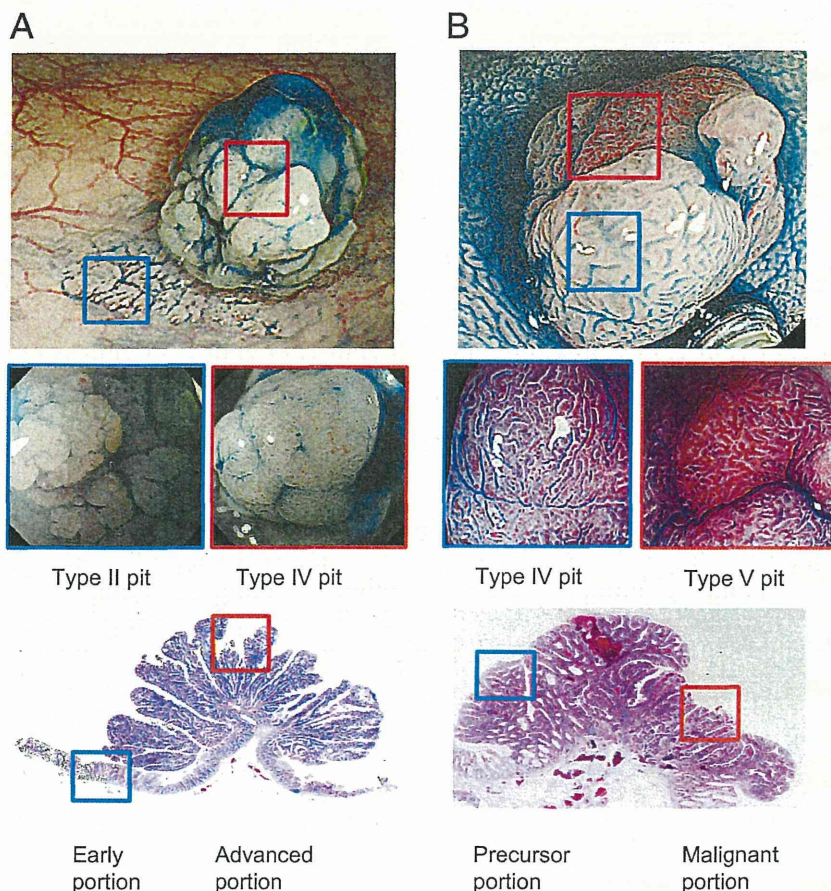 A
B
Type II pit
Type IV pit
Type IV pit
Type V pit
Early
portion
Advanced
portion
Precursor
portion
Malignant
portion